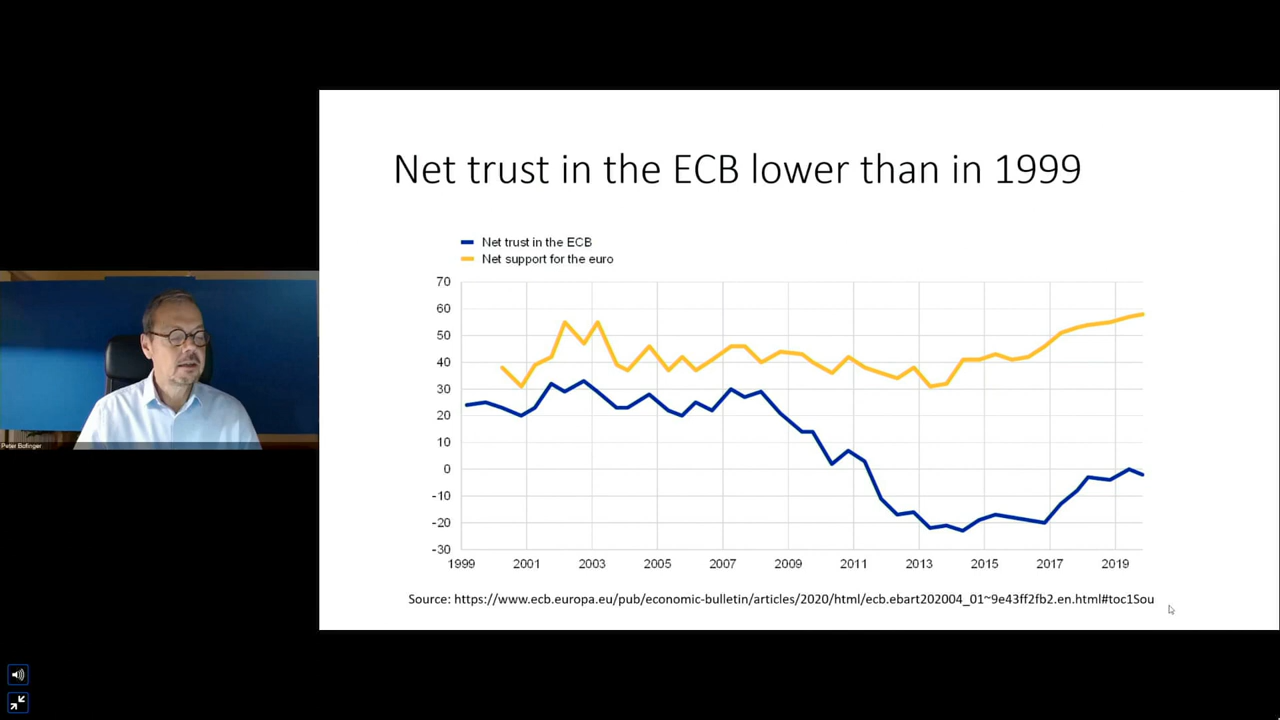 Net trust in the ECB lower than in 1999
Net trust in the ECB
Net support for the euro
70
60
50
40
30
20
10
0
-10
-20
-30
1999 2001 2003 2005 2007 2009 2011 2013 2015 2017 2019
Source: https://www.ecb.europa.eu/pub/economic-bulletin/articles/2020/html/ecb.ebart202004_01~9e43ff2fb2.en.html#toc1Sou
Peter Bofinger